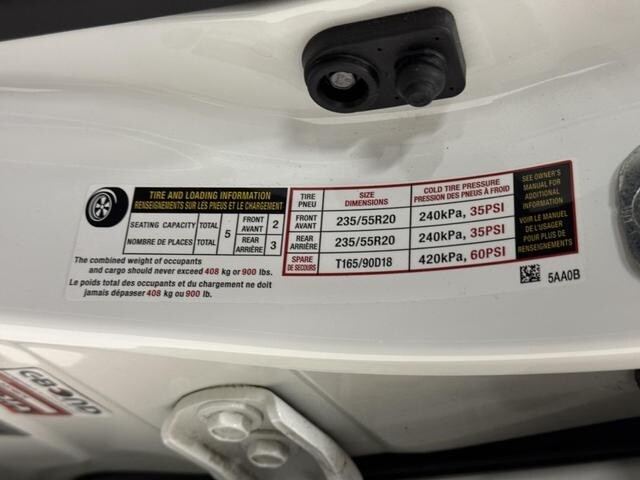 TIRE AND LOADING INFORMATION
RENSEIGNEMENTS SUR LES PNEUS ET LE CHARGEMENT
SEATING CAPACITY TOTAL 5 FRONT AVANT 2
NOMBRE DE PLACES TOTAL REAR ARRIÈRE 3
The combined weight of occupants
and cargo should never exceed 408 kg or 900 lbs.
Le poids total des occupants et du chargement ne doit
jamais dépasser 408 kg ou 900 lb.
TIRE PNEU SIZE DIMENSIONS COLD TIRE PRESSURE PRESSION DES PNEUS À FROID
FRONT AVANT 235/55R20 240kPa, 35PSI
REAR ARRIÈRE 235/55R20 240kPa, 35PSI
SPARE DE SECOURS T165/90D18 420kPa, 60PSI
SEE OWNER'S
MANUAL FOR
ADDITIONAL
INFORMATION
VOIR LE MANUEL
DE L'USAGER
POUR PLUS DE
RENSEIGNEMENTS
5AA0B